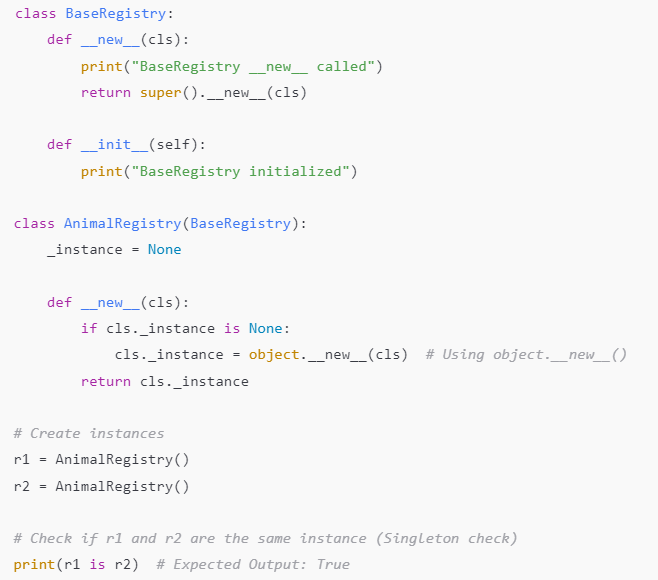 class BaseRegistry:
    def __new__(cls):
        print("BaseRegistry __new__ called")
        return super().__new__(cls)

    def __init__(self):
        print("BaseRegistry initialized")

class AnimalRegistry(BaseRegistry):
    _instance = None

    def __new__(cls):
        if cls._instance is None:
            cls._instance = object.__new__(cls)  # Using object.__new__()
        return cls._instance

# Create instances
r1 = AnimalRegistry()
r2 = AnimalRegistry()

# Check if r1 and r2 are the same instance (Singleton check)
print(r1 is r2)  # Expected Output: True